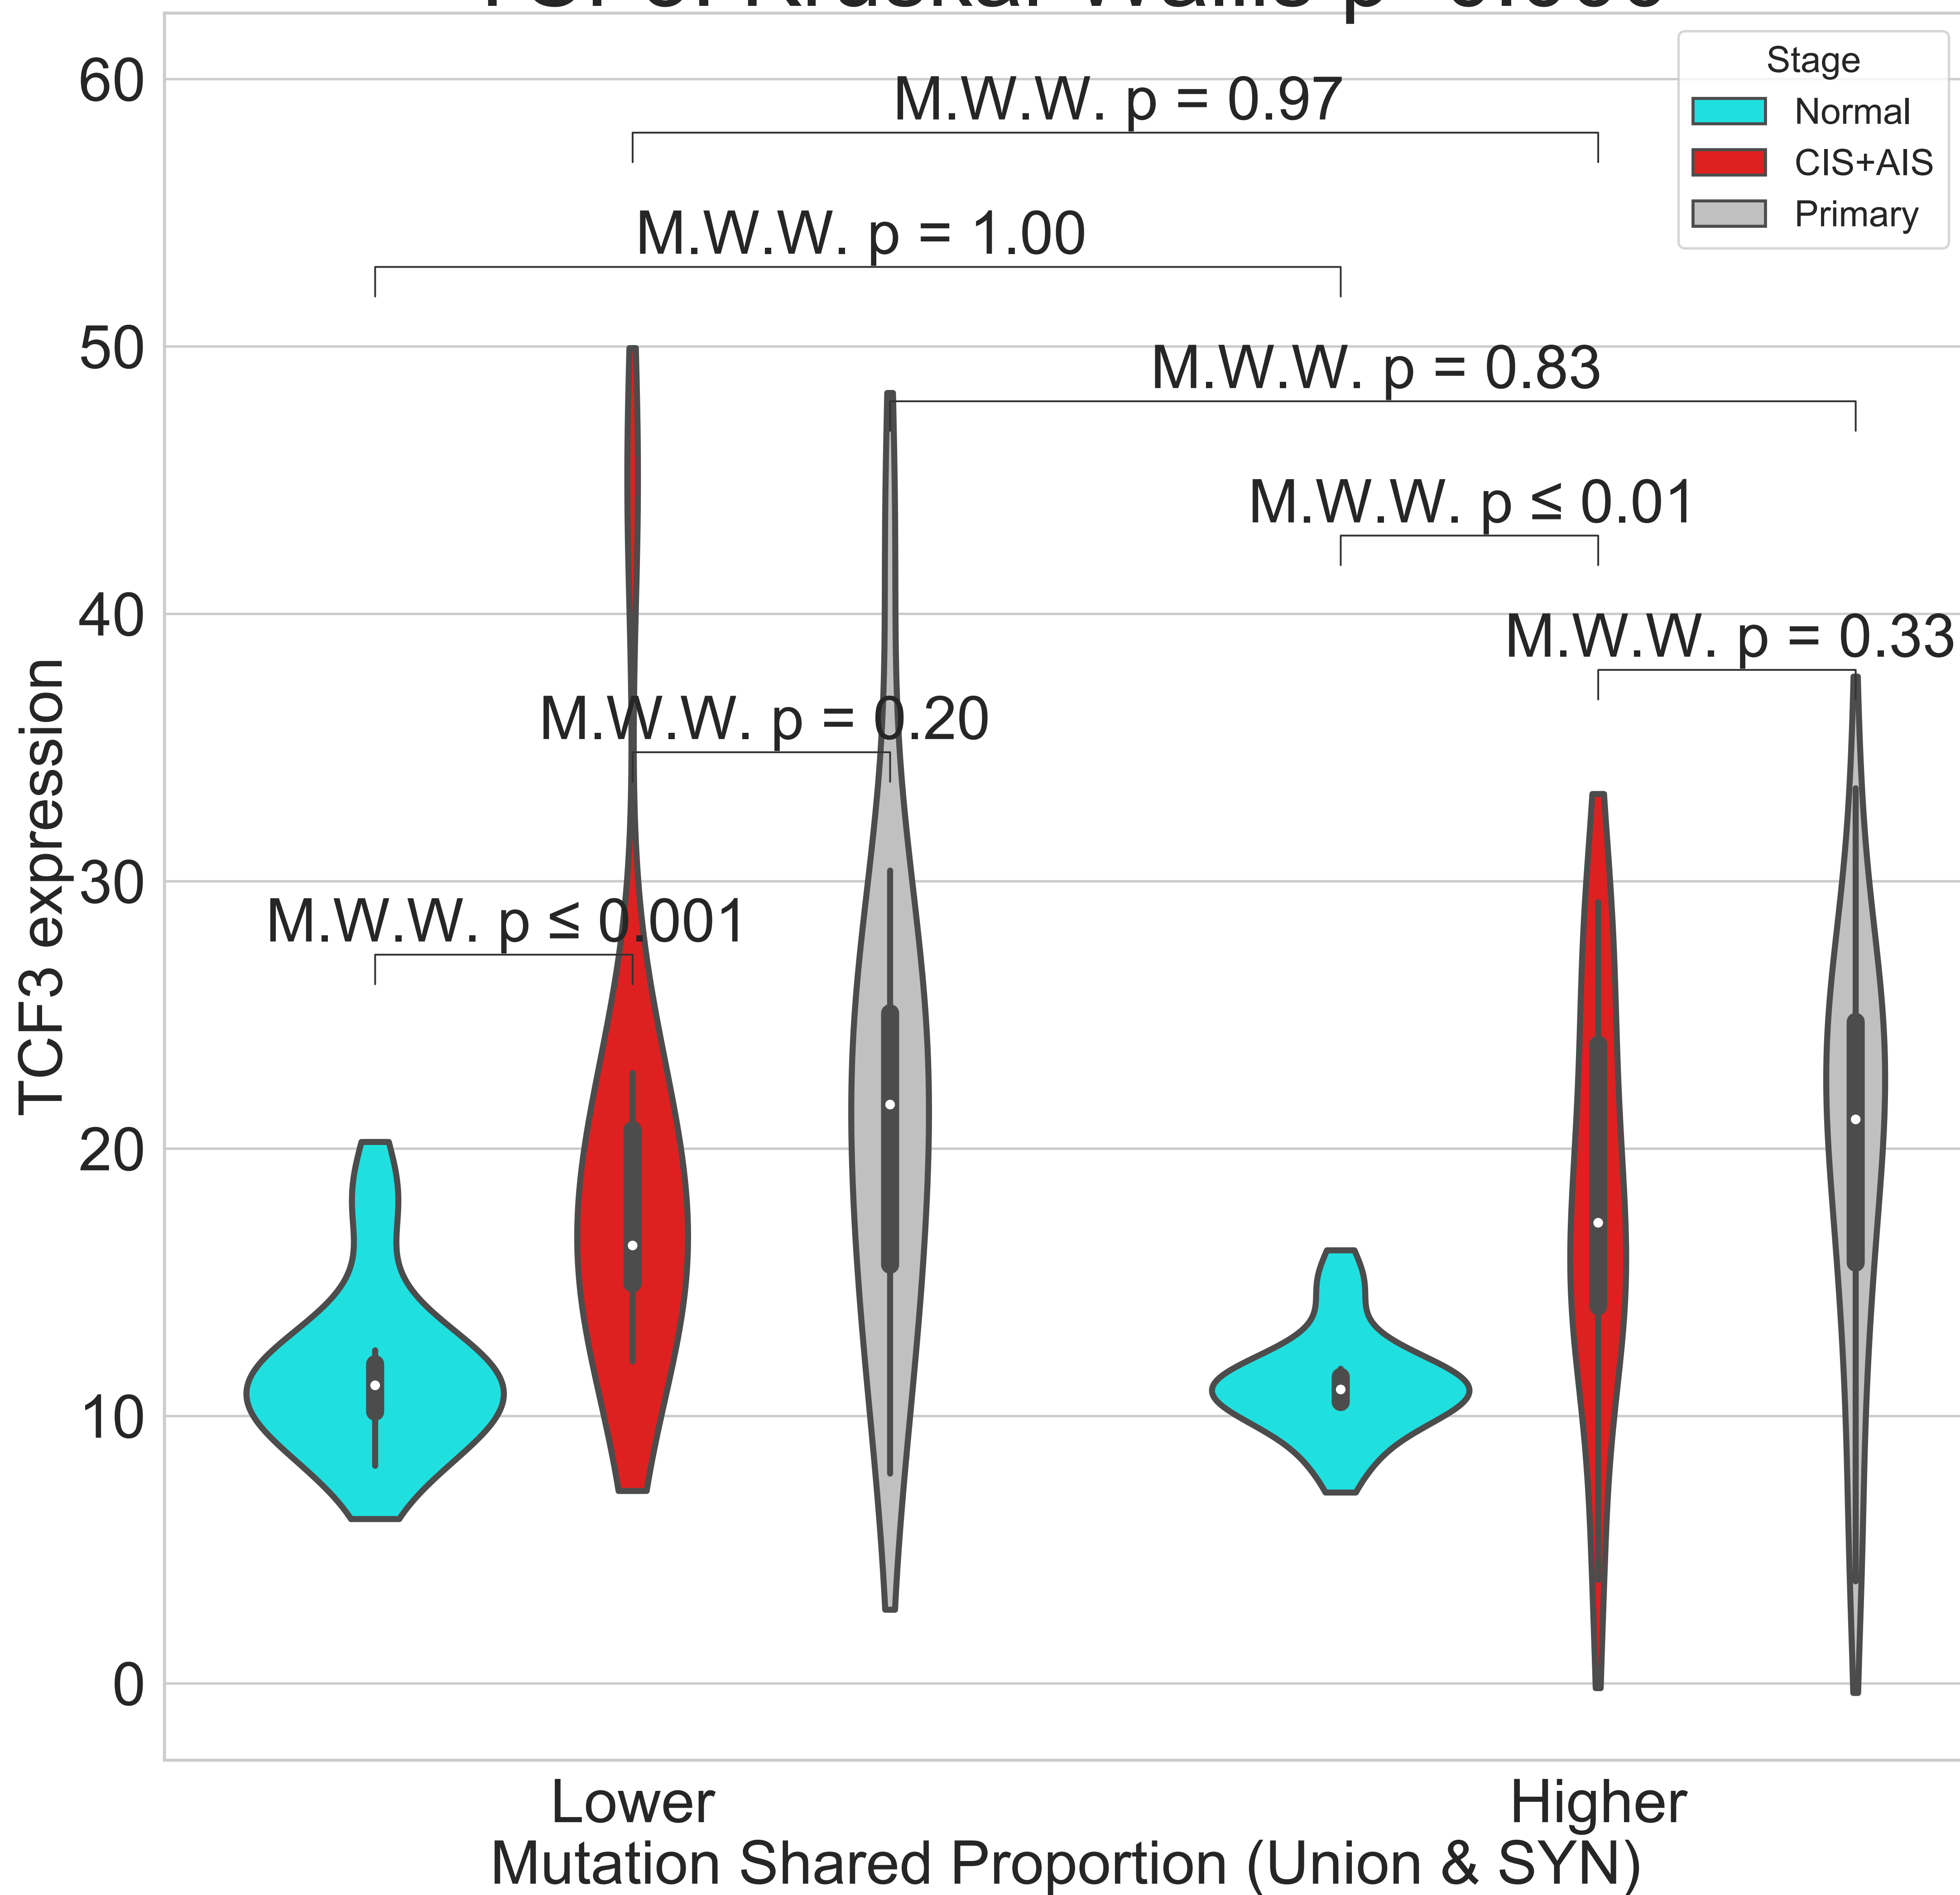 Stage
Normal
CIS+AIS
Primary
60
50
40
30
20
10
0
TCF3 expression
M.W.W. p = 0.97
M.W.W. p = 1.00
M.W.W. p = 0.83
M.W.W. p ≤ 0.01
M.W.W. p = 0.33
M.W.W. p = 0.20
M.W.W. p ≤ 0.001
Lower
Higher
Mutation Shared Proportion (Union & SYN)